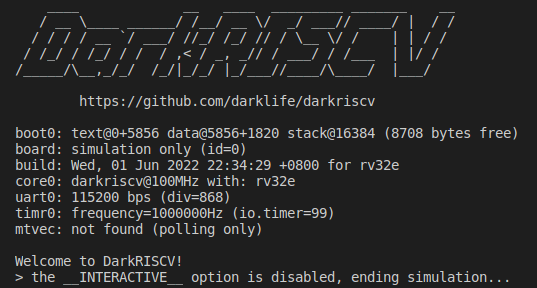 DarkRISCV
https://github.com/darklife/darkriscv
boot0: text@0+5856 data@5856+1820 stack@16384 (8708 bytes free)
board: simulation only (id=0)
build: Wed, 01 Jun 2022 22:34:29 +0800 for rv32e
core0: darkriscv@100MHz with: rv32e
uart0: 115200 bps (div=868)
timr0: frequency=1000000Hz (io.timer=99)
mtvec: not found (polling only)
Welcome to DarkRISCV!
> the __INTERACTIVE__ option is disabled, ending simulation...